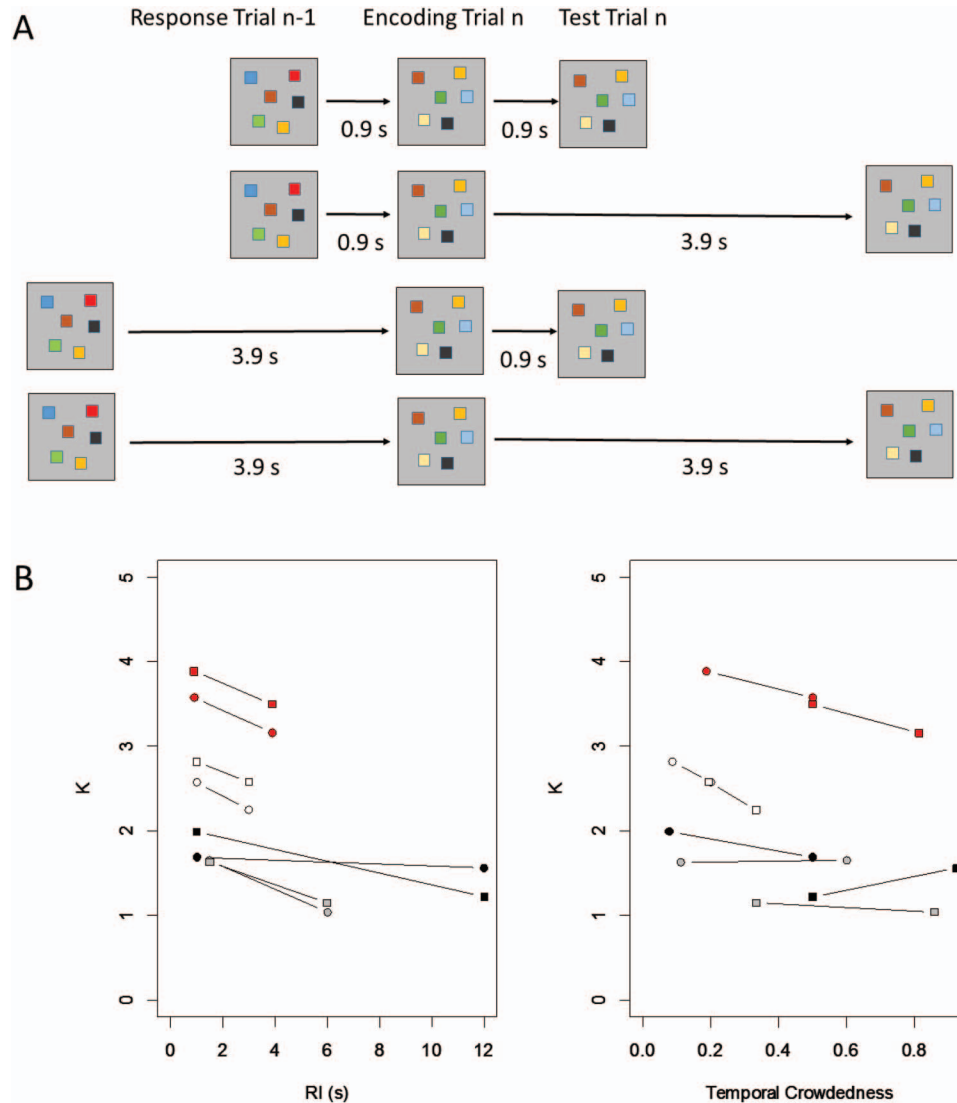 A
Response Trial n-1 Encoding Trial n Test Trial n
0.9 s 0.9 s
0.9 s 3.9 s
3.9 s 0.9 s
3.9 s 3.9 s
B
K
5
4
3
2
1
0
0 2 4 6 8 10 12
RI (s)
K
5
4
3
2
1
0
0.0 0.2 0.4 0.6 0.8
Temporal Crowdedness